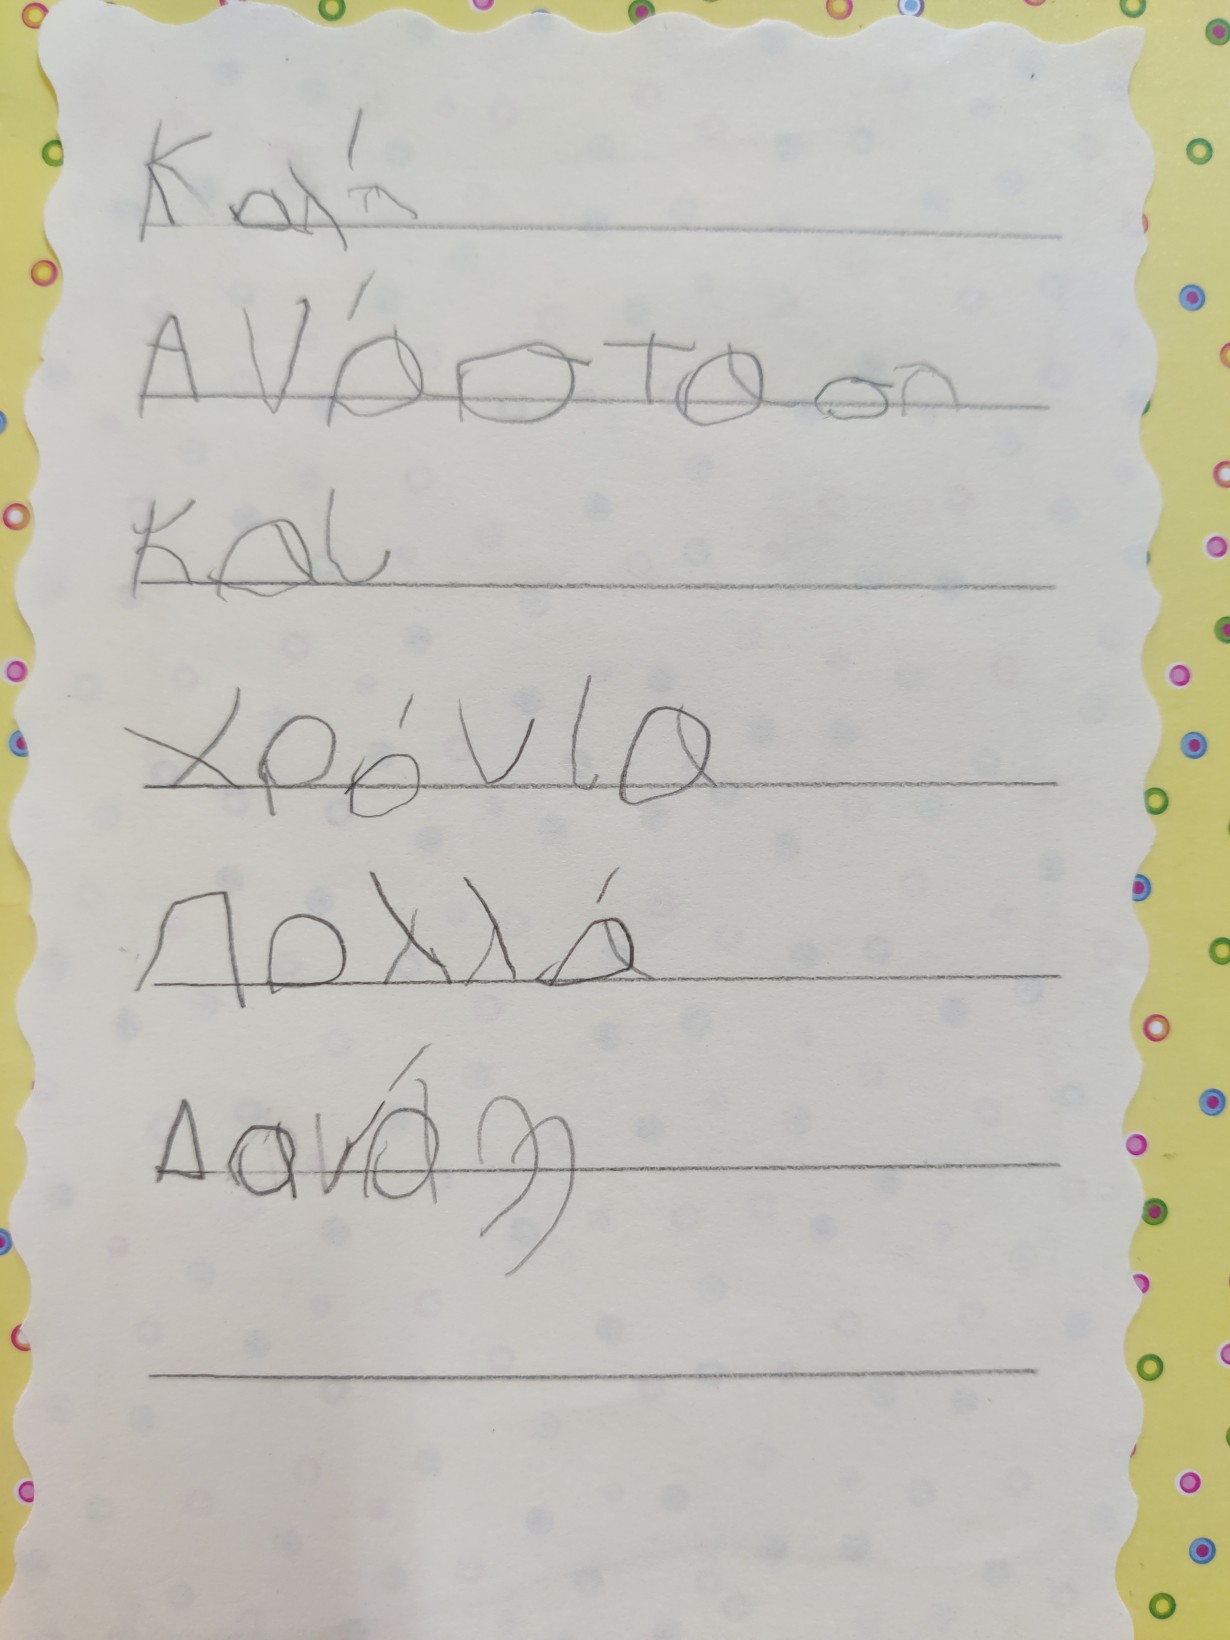 Καλή
Ανάσταση
Και
χρόνια
Πολλά
Δανάη